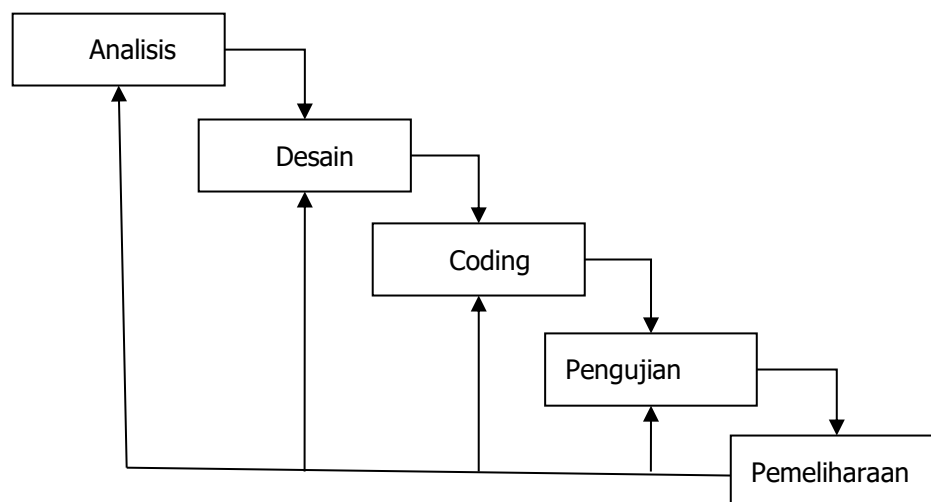 Analisis
Desain
Coding
Pengujian
Pemeliharaan